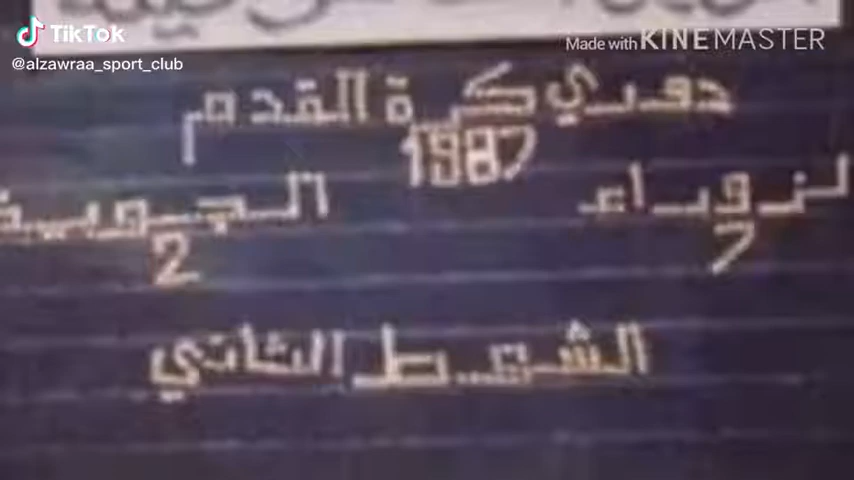 TikTok
@alzawraa_sport_club
Made with KINEMASTER
دوري كرة القدم
1987
الزوراء الجوية
7 2
الشوط الثاني